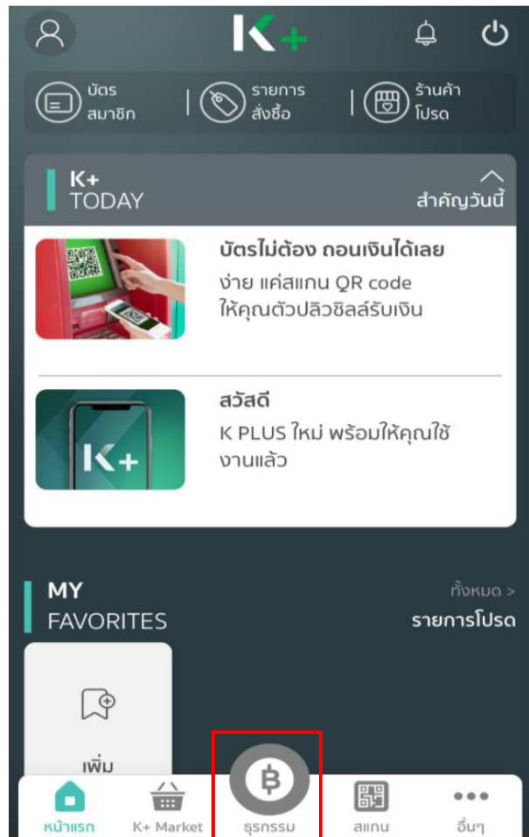 K+
บัตร
สมาชิก
รายการ
สั่งซื้อ
ร้านค้า
โปรด
K+
TODAY
สำคัญวันนี้
บัตรไม่ต้อง ถอนเงินได้เลย
ง่าย แค่สแกน QR code
ให้คุณตัวปลิวชิลล์รับเงิน
สวัสดี
K PLUS ใหม่ พร้อมให้คุณใช้
งานแล้ว
K+
MY
FAVORITES
ทั้งหมด >
รายการโปรด
เพิ่ม
หน้าแรก
K+ Market
ธุรกรรม
สแกน
อื่นๆ